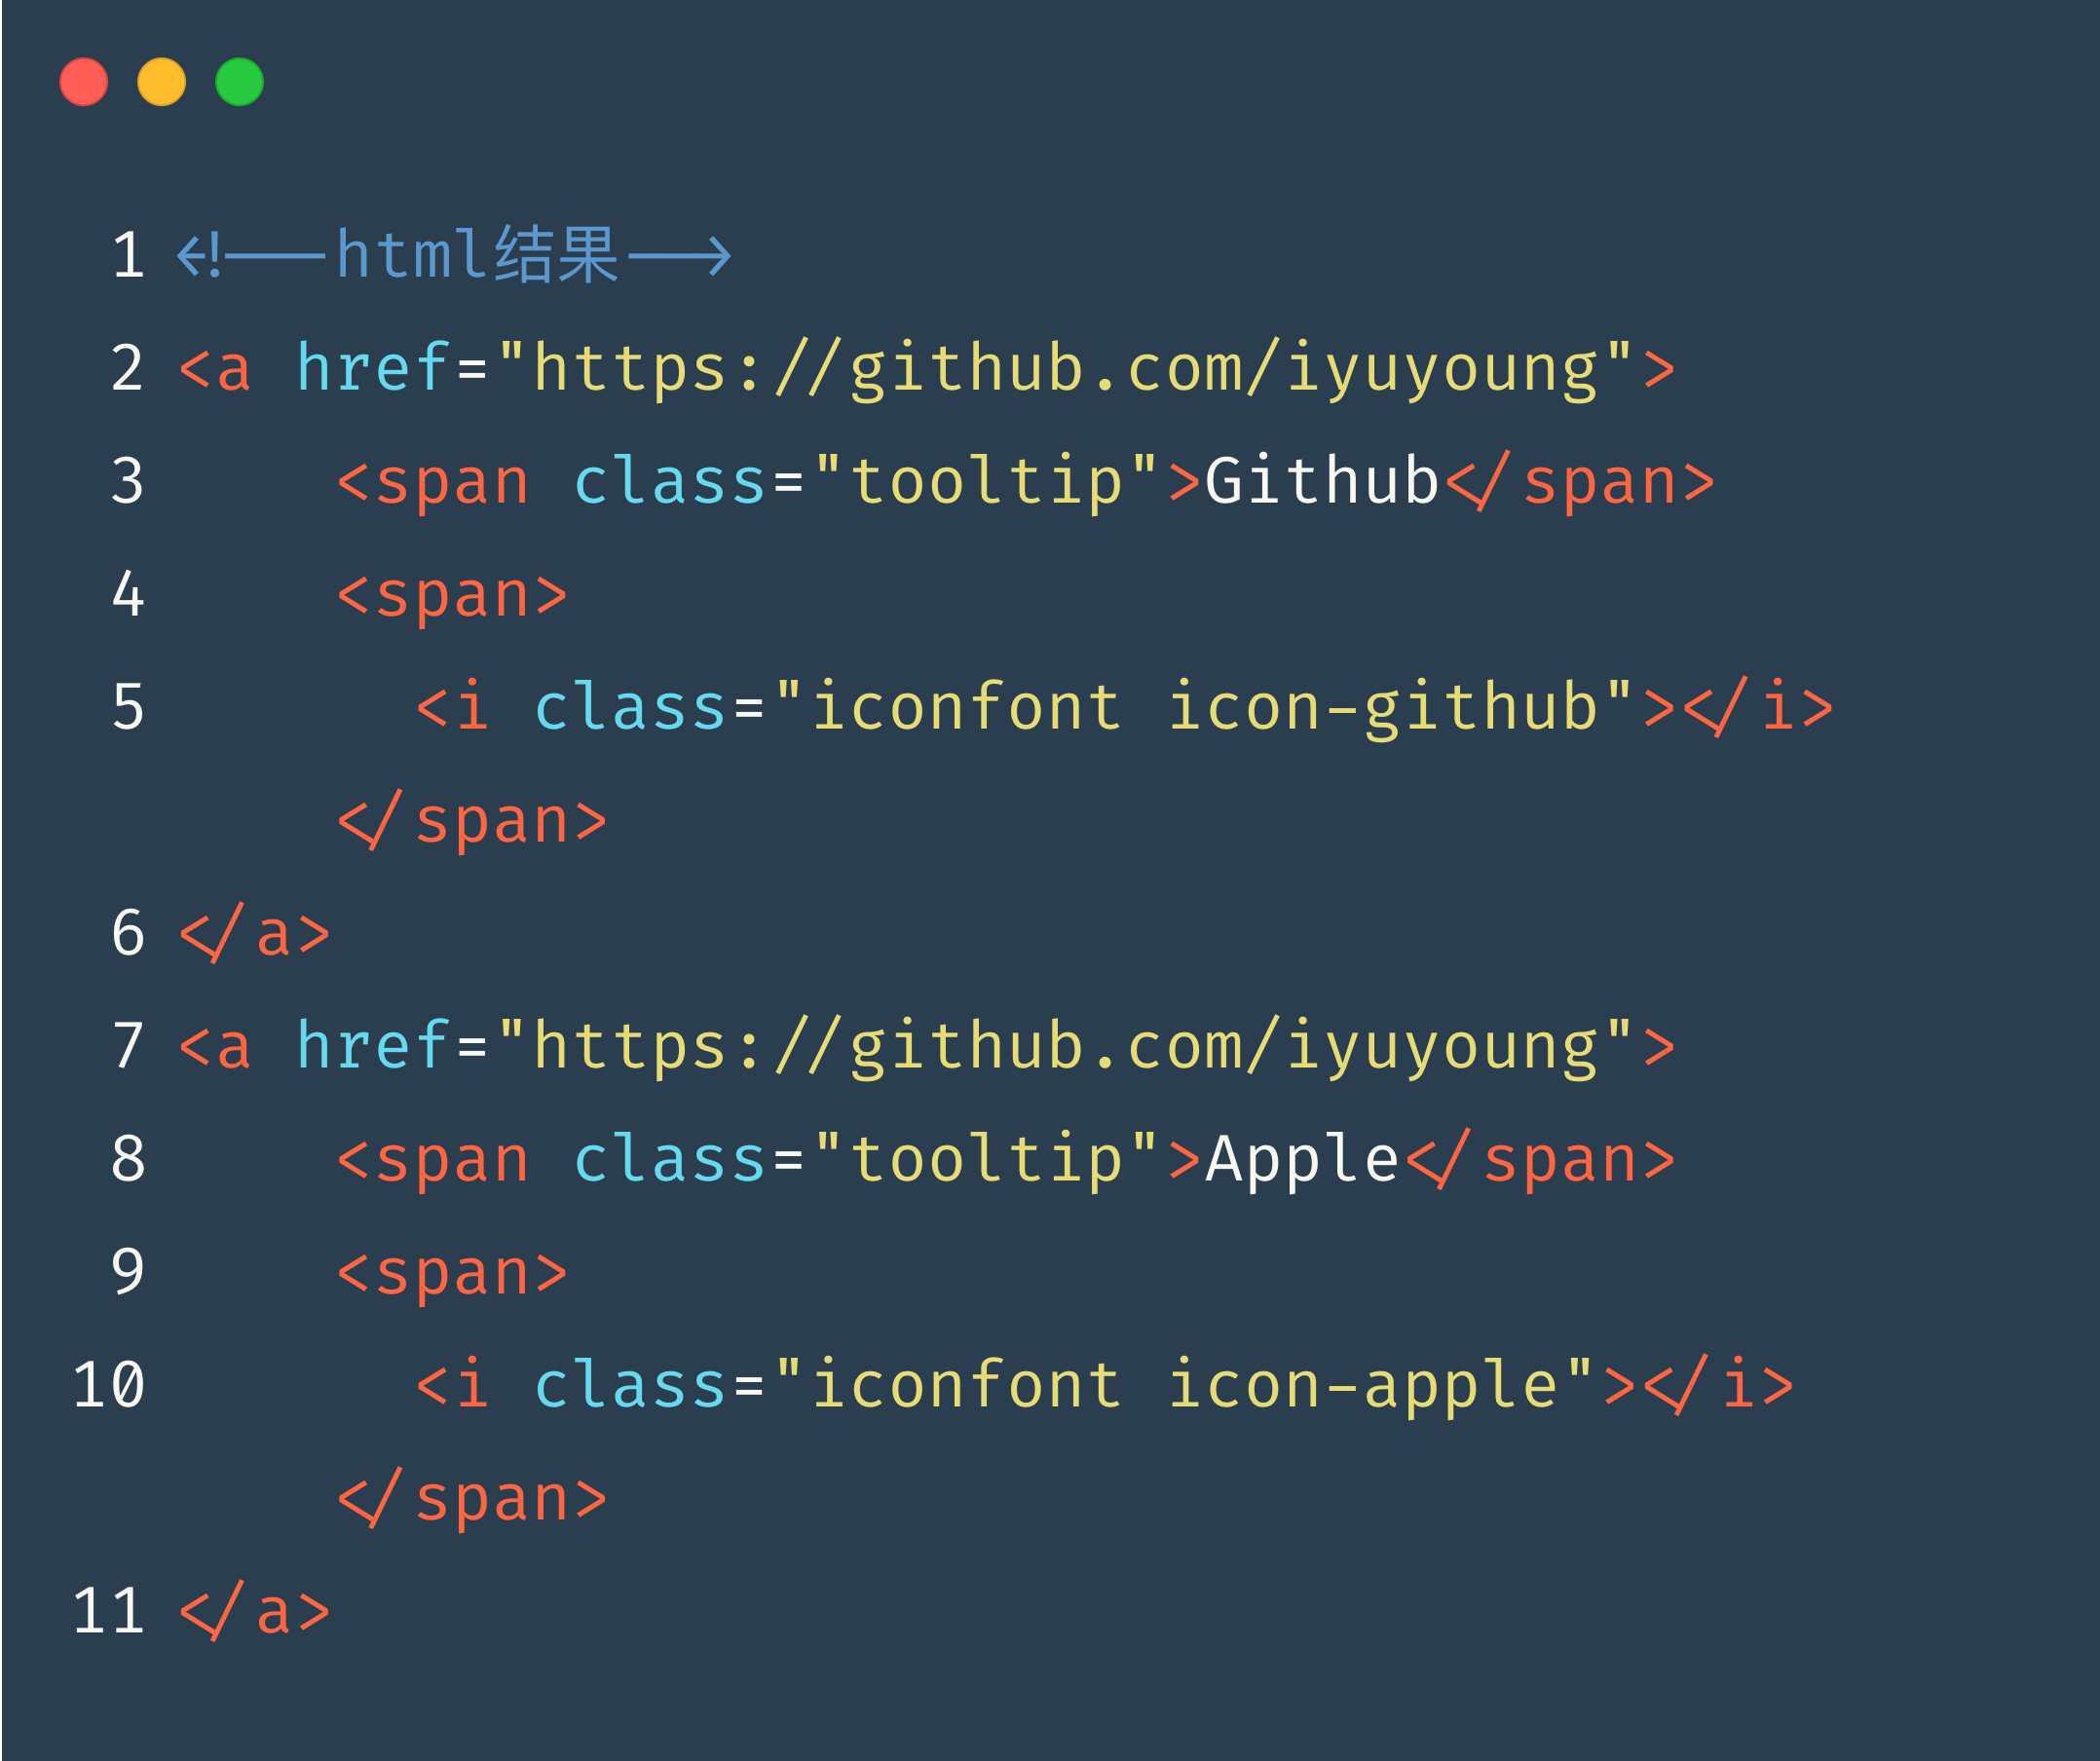 1 <!--html结果-->
2 <a href="https://github.com/iyuyoung">
3     <span class="tooltip">Github</span>
4     <span>
5       <i class="iconfont icon-github"></i>
    </span>
6 </a>
7 <a href="https://github.com/iyuyoung">
8     <span class="tooltip">Apple</span>
9     <span>
10       <i class="iconfont icon-apple"></i>
    </span>
11 </a>